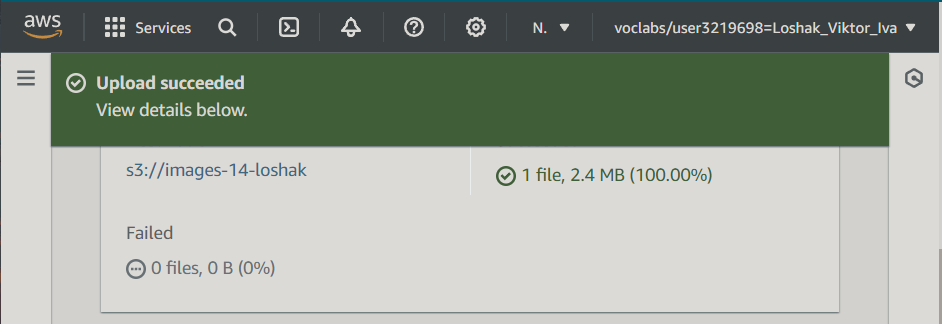 aws Services N. voclabs/user3219698=Loshak_Viktor_Iva
Upload succeeded
View details below.
s3://images-14-loshak
1 file, 2.4 MB (100.00%)
Failed
0 files, 0 B (0%)